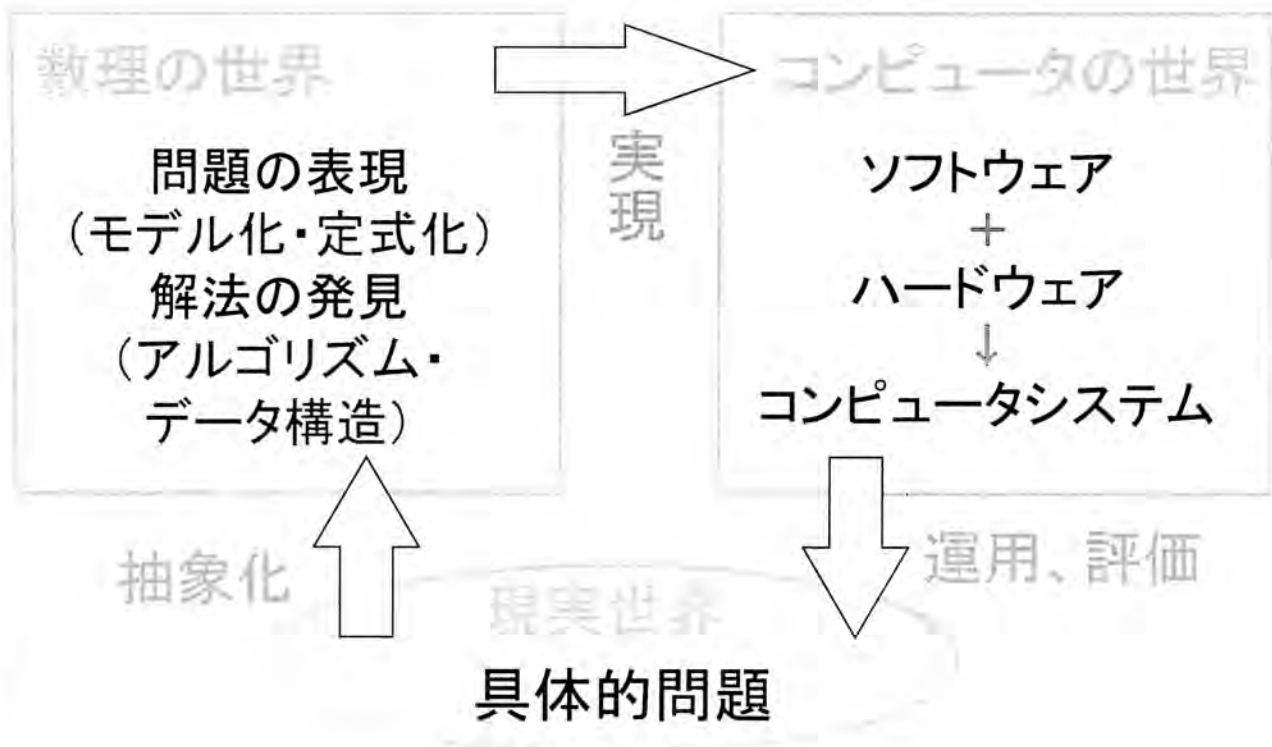 数理の世界
問題の表現
(モデル化・定式化)
解法の発見
(アルゴリズム・
データ構造)
実現
コンピュータの世界
ソフトウェア
+
ハードウェア
↓
コンピュータシステム
抽象化
運用、評価
現実世界
具体的問題